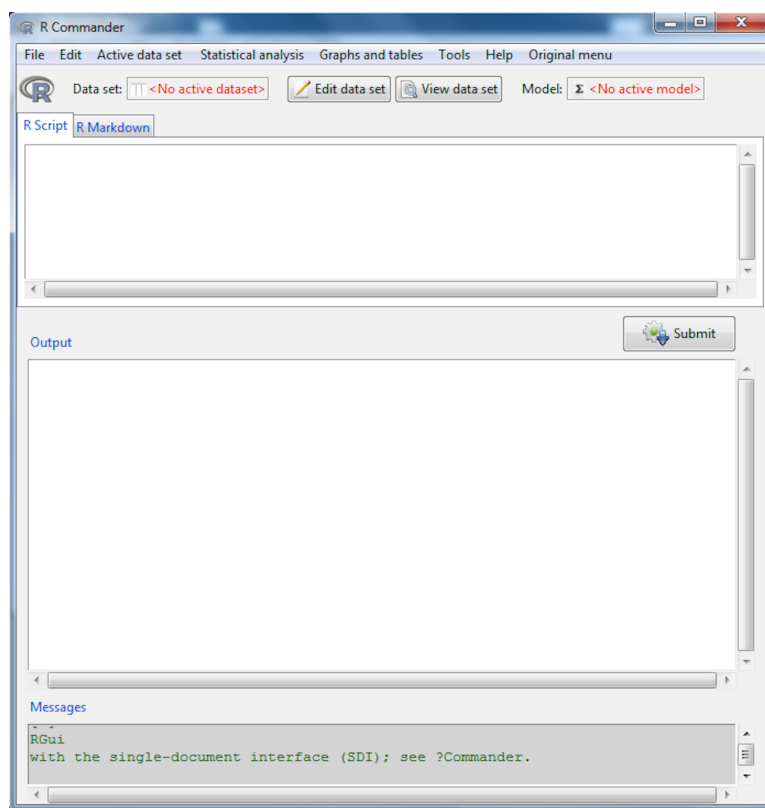 R Commander
File Edit Active data set Statistical analysis Graphs and tables Tools Help Original menu
R Data set: <No active dataset> Edit data set View data set Model: Σ <No active model>
R Script R Markdown
Submit
Output
Messages
RGui
with the single-document interface (SDI); see ?Commander.